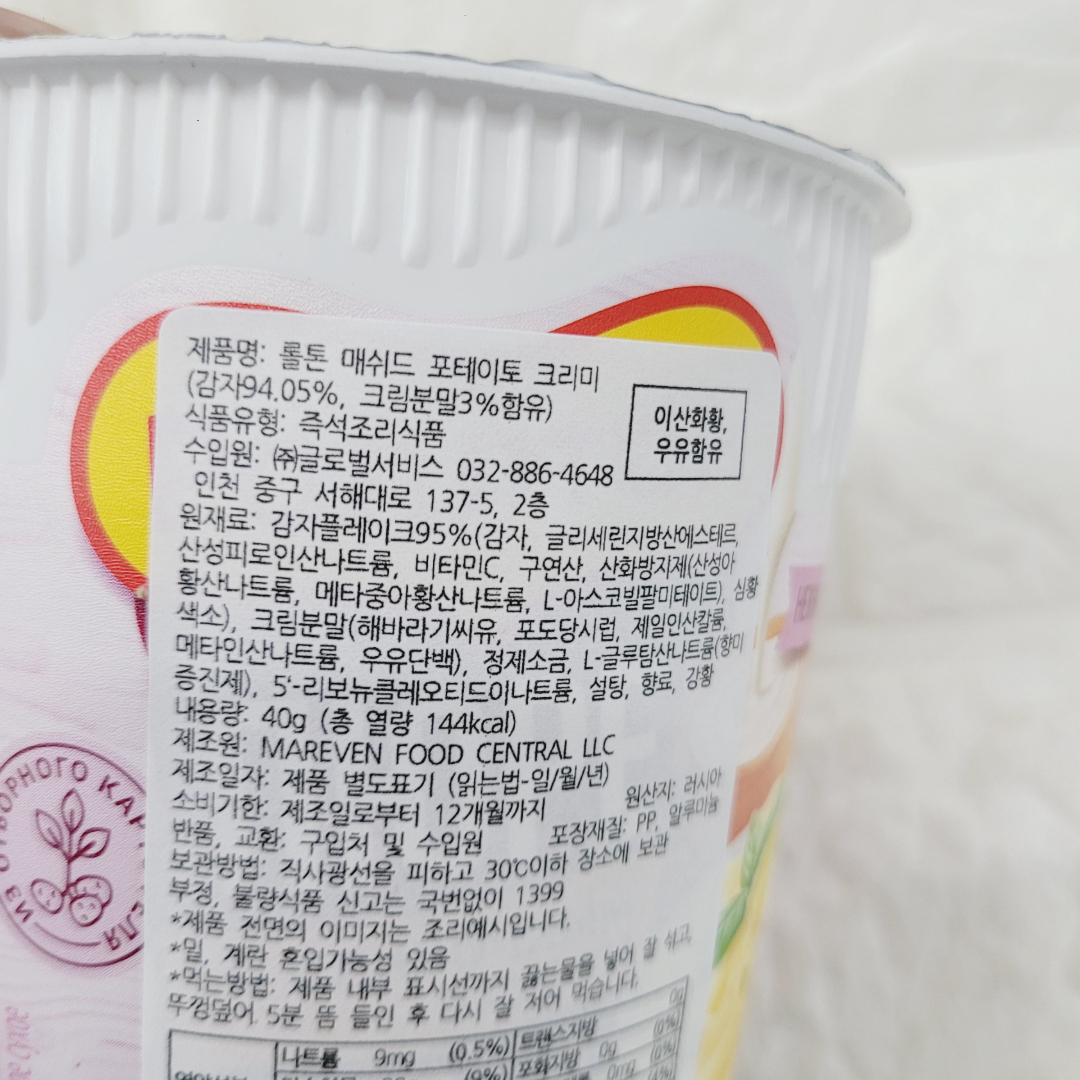 제품명: 롤톤 매쉬드 포테이토 크리미
(감자94.05%, 크림분말3%함유)
이산화황,
우유함유
식품유형: 즉석조리식품
수입원: ㈜글로벌서비스 032-886-4648
인천 중구 서해대로 137-5, 2층
원재료: 감자플레이크95%(감자, 글리세린지방산에스테르,
산성피로인산나트륨, 비타민C, 구연산, 산화방지제(산성아
황산나트륨, 메타중아황산나트륨, L-아스코빌팔미테이트), 심황
색소), 크림분말(해바라기씨유, 포도당시럽, 제일인산칼륨,
메타인산나트륨, 우유단백), 정제소금, L-글루탐산나트륨(향미
증진제), 5'-리보뉴클레오티드이나트륨, 설탕, 향료, 강황
내용량: 40g (총 열량 144kcal)
제조원: MAREVEN FOOD CENTRAL LLC
제조일자: 제품 별도표기 (읽는법-일/월/년)
원산지: 러시아
소비기한: 제조일로부터 12개월까지
포장재질: PP, 알루미늄
반품, 교환: 구입처 및 수입원
보관방법: 직사광선을 피하고 30℃이하 장소에 보관
부정, 불량식품 신고는 국번없이 1399
*제품 전면의 이미지는 조리예시입니다.
*밀, 계란 혼입가능성 있음
*먹는방법: 제품 내부 표시선까지 끓는물을 넣어 잘 섞고,
뚜껑덮어 5분 뜸 들인 후 다시 잘 저어 먹습니다.
나트륨 9mg (0.5%) 트랜스지방 0g
포화지방 0g (0%)
(9%) 0mg (0%)
(4%)
ИЗ ОТБОРНОГО КАР